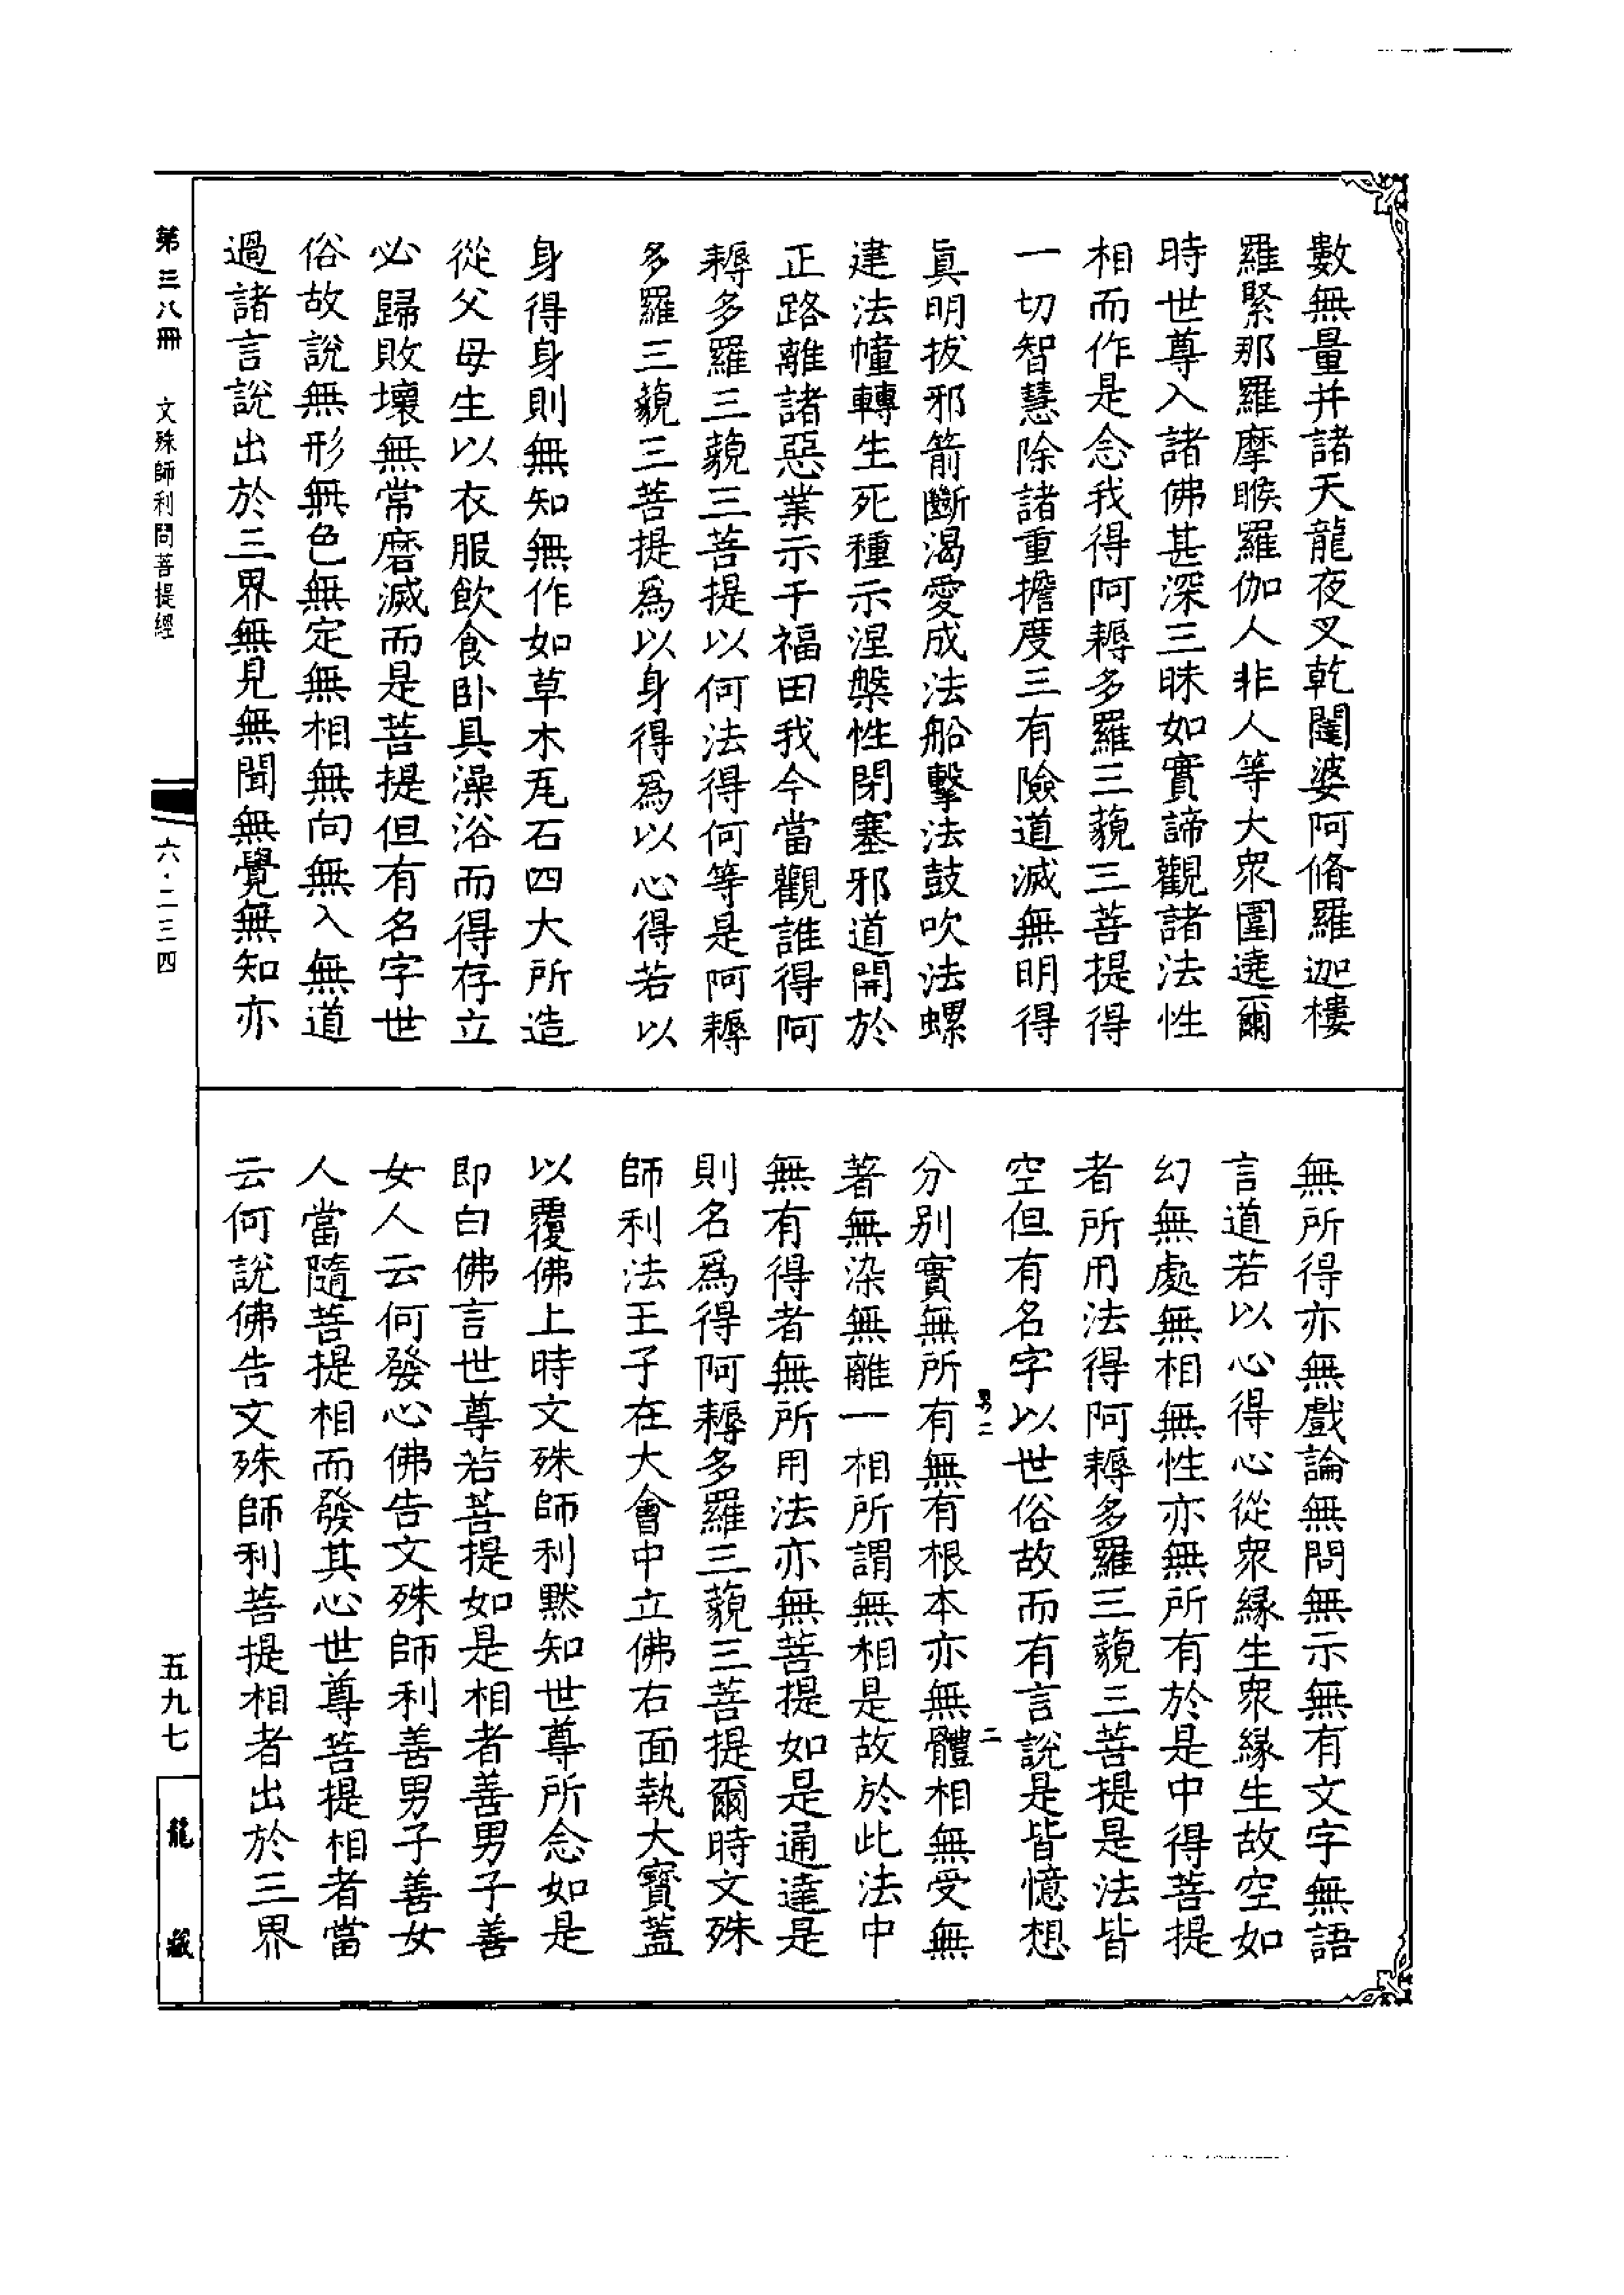 數無量并諸天龍夜叉乾闥婆阿脩羅迦樓
羅緊那羅摩睺羅伽人非人等大衆圍遶爾
時世尊入諸佛甚深三昧如實諦觀諸法性
相而作是念我得阿耨多羅三藐三菩提得
一切智慧除諸重擔度三有險道滅無明得
眞明拔邪箭斷渴愛成法船擊法鼓吹法螺
建法幢轉生死種示涅槃性閉塞邪道開於
正路離諸惡業示于福田我今當觀誰得阿
耨多羅三藐三菩提以何法得何等是阿耨
多羅三藐三菩提爲以身得爲以心得若以
身得身則無知無作如草木瓦石四大所造
從父母生以衣服飲食卧具澡浴而得存立
必歸敗壞無常磨滅而是菩提但有名字世
俗故說無形無色無定無相無向無入無道
過諸言說出於三界無見無聞無覺無知亦
無所得亦無戲論無問無示無有文字無語
言道若以心得心從衆緣生衆緣生故空如
幻無處無相無性亦無所有於是中得菩提
者所用法得阿耨多羅三藐三菩提是法皆
空但有名字以世俗故而有言說是皆憶想
二
分別實無所有無有根本亦無體相無受無
著無染無離一相所謂無相是故於此法中
無有得者無所用法亦無菩提如是通達是
則名爲得阿耨多羅三藐三菩提爾時文殊
師利法王子在大會中立佛右面執大寶蓋
以覆佛上時文殊師利黙知世尊所念如是
即白佛言世尊若菩提如是相者善男子善
女人云何發心佛告文殊師利善男子善女
人當隨菩提相而發其心世尊菩提相者當
云何說佛告文殊師利菩提相者出於三界
第三八冊 文殊師利問菩提經
六·二三四
五九七
龍藏